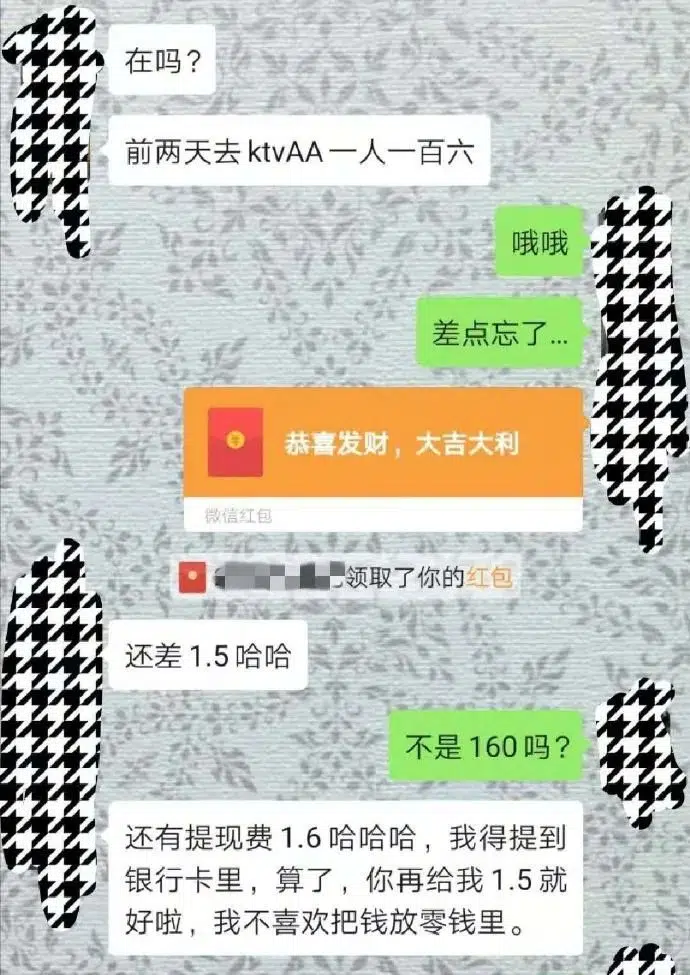 在吗？
前两天去ktvAA一人一百六
哦哦
差点忘了...
恭喜发财，大吉大利
微信红包
领取了你的红包
还差1.5哈哈
不是160吗？
还有提现费1.6哈哈哈，我得提到
银行卡里，算了，你再给我1.5就
好啦，我不喜欢把钱放零钱里。